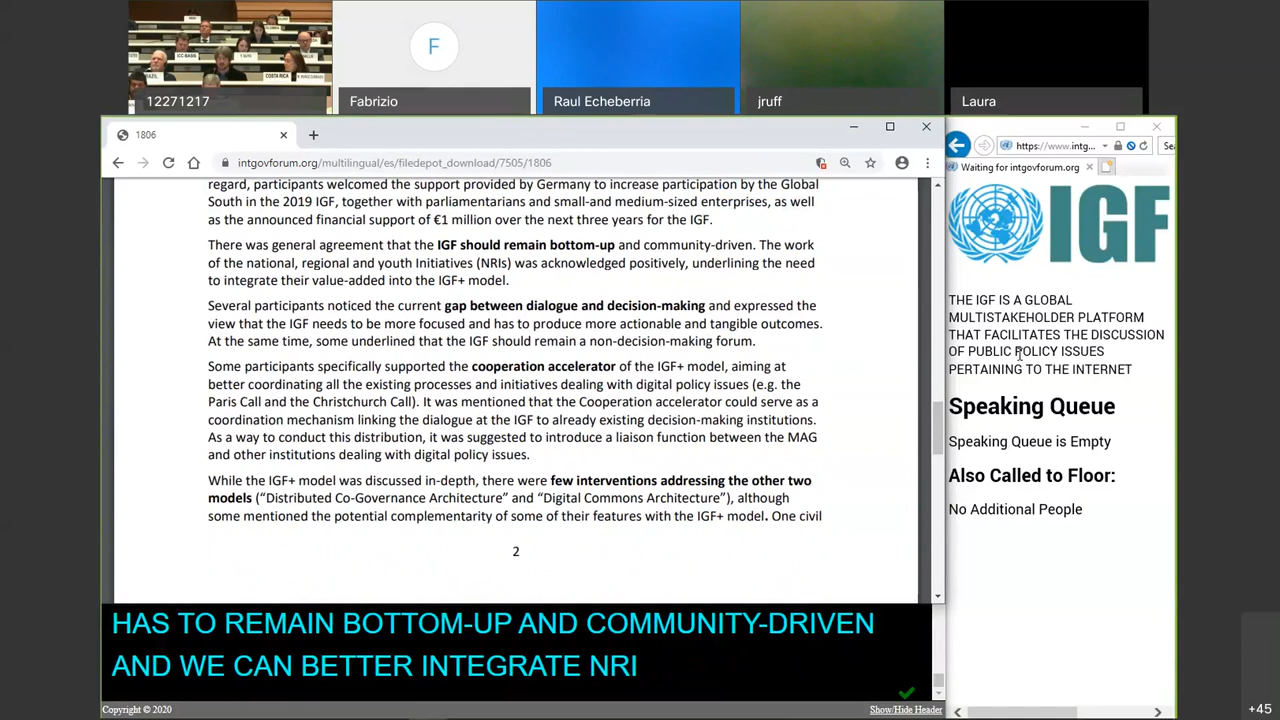 BRAZIL
ICC-BASIS
COSTA RICA
12271217
F
Fabrizio
Raul Echeberria
jruff
Laura
1806
intgovforum.org/multilingual/es/filedepot_download/7505/1806
regard, participants welcomed the support provided by Germany to increase participation by the Global
South in the 2019 IGF, together with parliamentarians and small-and medium-sized enterprises, as well
as the announced financial support of €1 million over the next three years for the IGF.
There was general agreement that the IGF should remain bottom-up and community-driven. The work
of the national, regional and youth Initiatives (NRIs) was acknowledged positively, underlining the need
to integrate their value-added into the IGF+ model.
Several participants noticed the current gap between dialogue and decision-making and expressed the
view that the IGF needs to be more focused and has to produce more actionable and tangible outcomes.
At the same time, some underlined that the IGF should remain a non-decision-making forum.
Some participants specifically supported the cooperation accelerator of the IGF+ model, aiming at
better coordinating all the existing processes and initiatives dealing with digital policy issues (e.g. the
Paris Call and the Christchurch Call). It was mentioned that the Cooperation accelerator could serve as a
coordination mechanism linking the dialogue at the IGF to already existing decision-making institutions.
As a way to conduct this distribution, it was suggested to introduce a liaison function between the MAG
and other institutions dealing with digital policy issues.
While the IGF+ model was discussed in-depth, there were few interventions addressing the other two
models (“Distributed Co-Governance Architecture” and “Digital Commons Architecture”), although
some mentioned the potential complementarity of some of their features with the IGF+ model. One civil
2
HAS TO REMAIN BOTTOM-UP AND COMMUNITY-DRIVEN
AND WE CAN BETTER INTEGRATE NRI
Copyright © 2020
Show/Hide Header
https://www.intg...
Sea
Waiting for intgovforum.org
IGF
THE IGF IS A GLOBAL
MULTISTAKEHOLDER PLATFORM
THAT FACILITATES THE DISCUSSION
OF PUBLIC POLICY ISSUES
PERTAINING TO THE INTERNET
Speaking Queue
Speaking Queue is Empty
Also Called to Floor:
No Additional People
+45